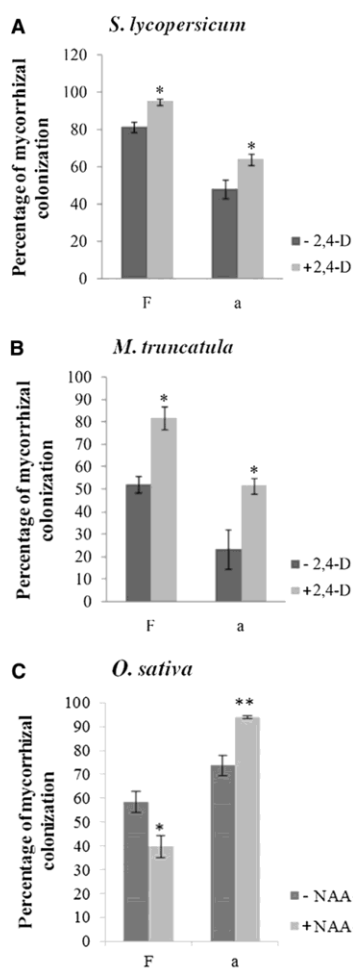 A
S. lycopersicum
Percentage of mycorrhizal
colonization
120
100
80
60
40
20
0
*
*
F
a
- 2,4-D
+2,4-D
B
M. truncatula
Percentage of mycorrhizal
colonization
100
90
80
70
60
50
40
30
20
10
0
*
*
F
a
- 2,4-D
+2,4-D
C
O. sativa
Percentage of mycorrhizal
colonization
100
90
80
70
60
50
40
30
20
10
0
*
**
F
a
- NAA
+NAA